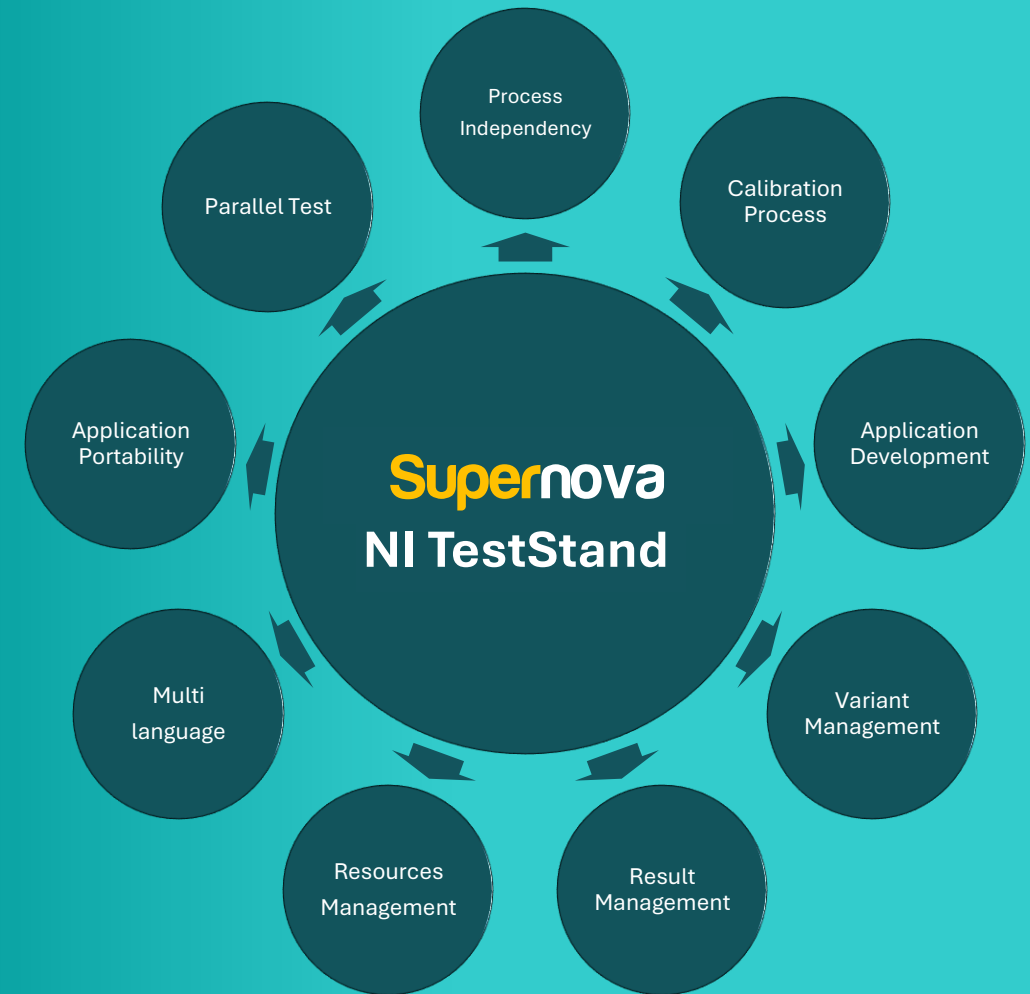 Process
Independency
Calibration
Process
Parallel Test
Application
Development
Application
Portability
Supernova
NI TestStand
Variant
Management
Multi
language
Result
Management
Resources
Management